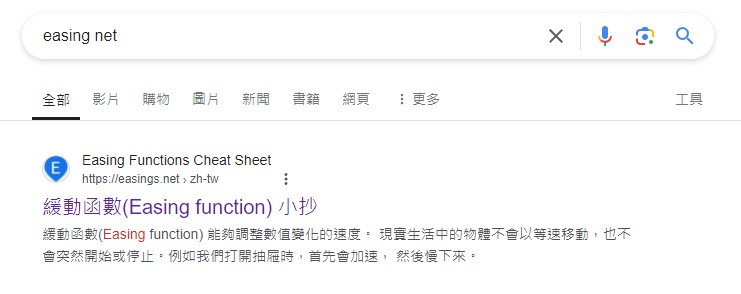 easing net
全部 影片 購物 圖片 新聞 書籍 網頁 ⋮ 更多 工具
E
Easing Functions Cheat Sheet
https://easings.net › zh-tw
緩動函數(Easing function) 小抄
緩動函數(Easing function) 能夠調整數值變化的速度。 現實生活中的物體不會以等速移動，也不
會突然開始或停止。例如我們打開抽屜時，首先會加速， 然後慢下來。